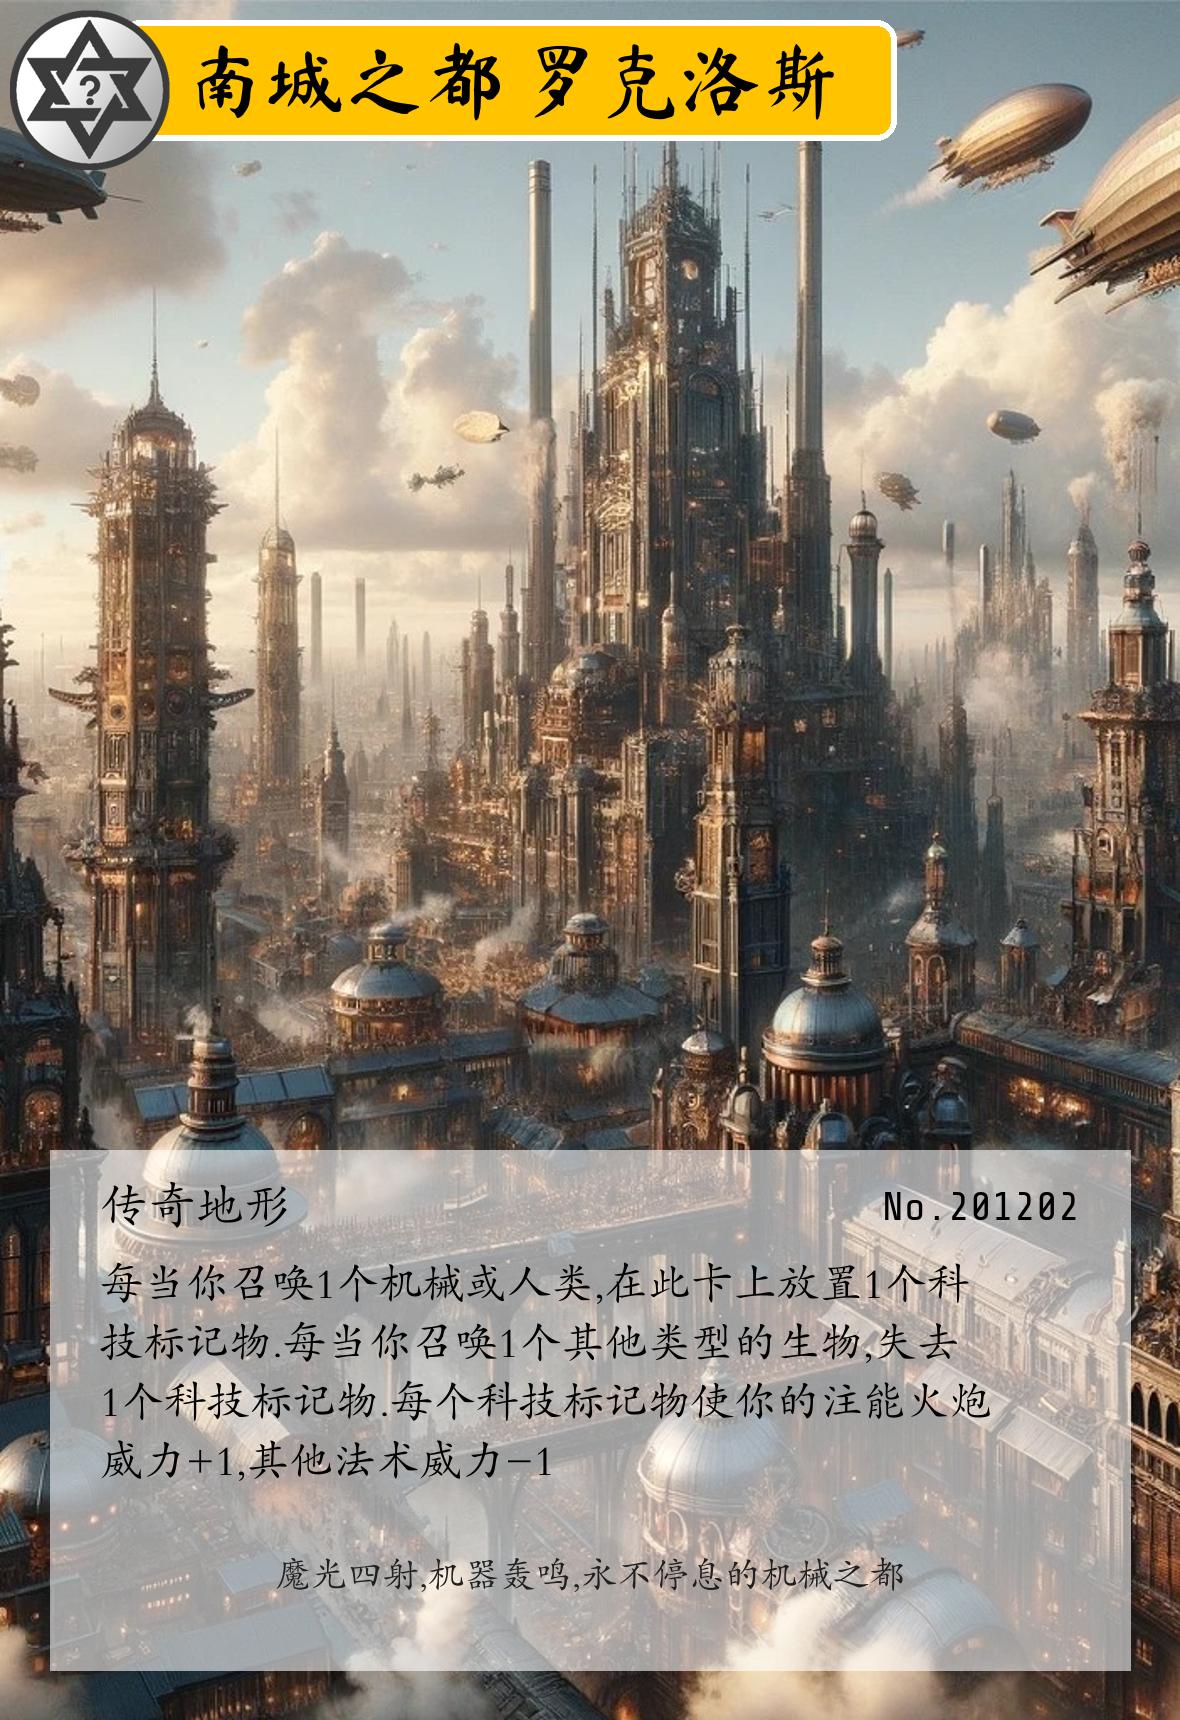 ?
南城之都 罗克洛斯
传奇地形
No.201202
每当你召唤1个机械或人类,在此卡上放置1个科
技标记物.每当你召唤1个其他类型的生物,失去
1个科技标记物.每个科技标记物使你的注能火炮
威力+1,其他法术威力-1
魔光四射,机器轰鸣,永不停息的机械之都